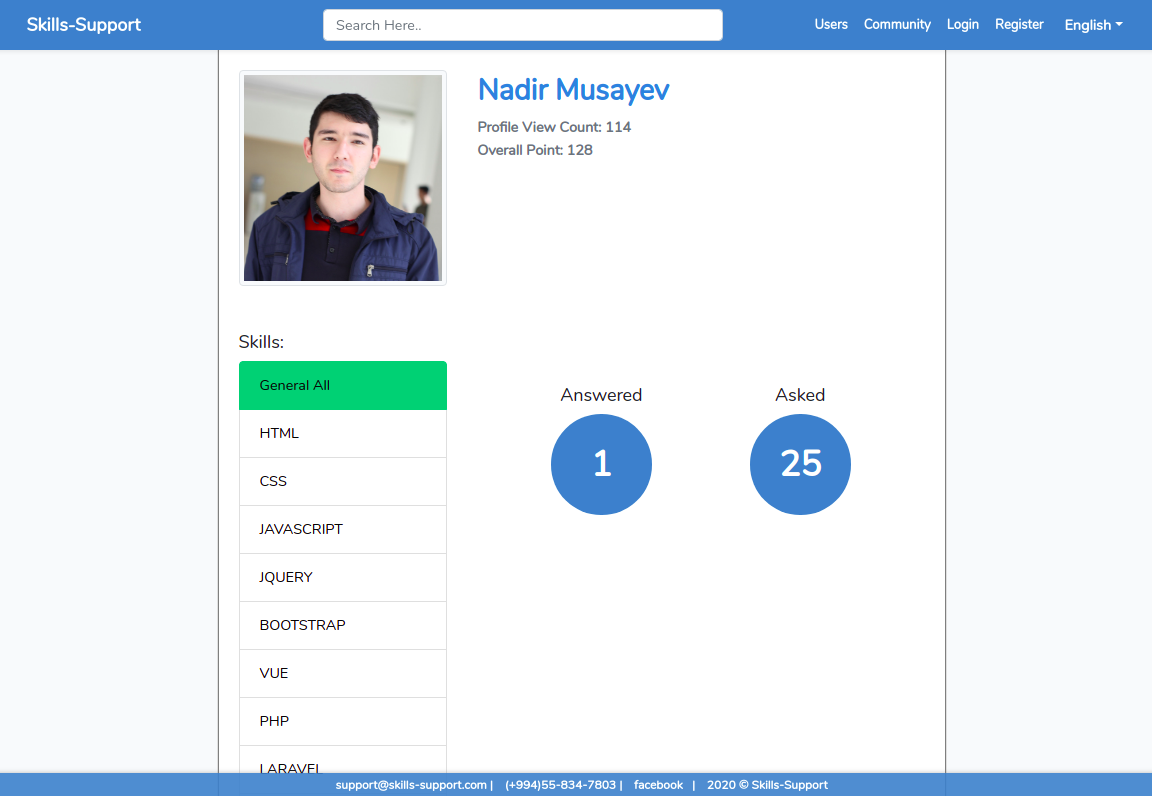 Skills-Support
Search Here..
Users Community Login Register English
Nadir Musayev
Profile View Count: 114
Overall Point: 128
Skills:
General All
HTML
CSS
JAVASCRIPT
JQUERY
BOOTSTRAP
VUE
PHP
LARAVEL
Answered
1
Asked
25
support@skills-support.com | (+994)55-834-7803 | facebook | 2020 © Skills-Support